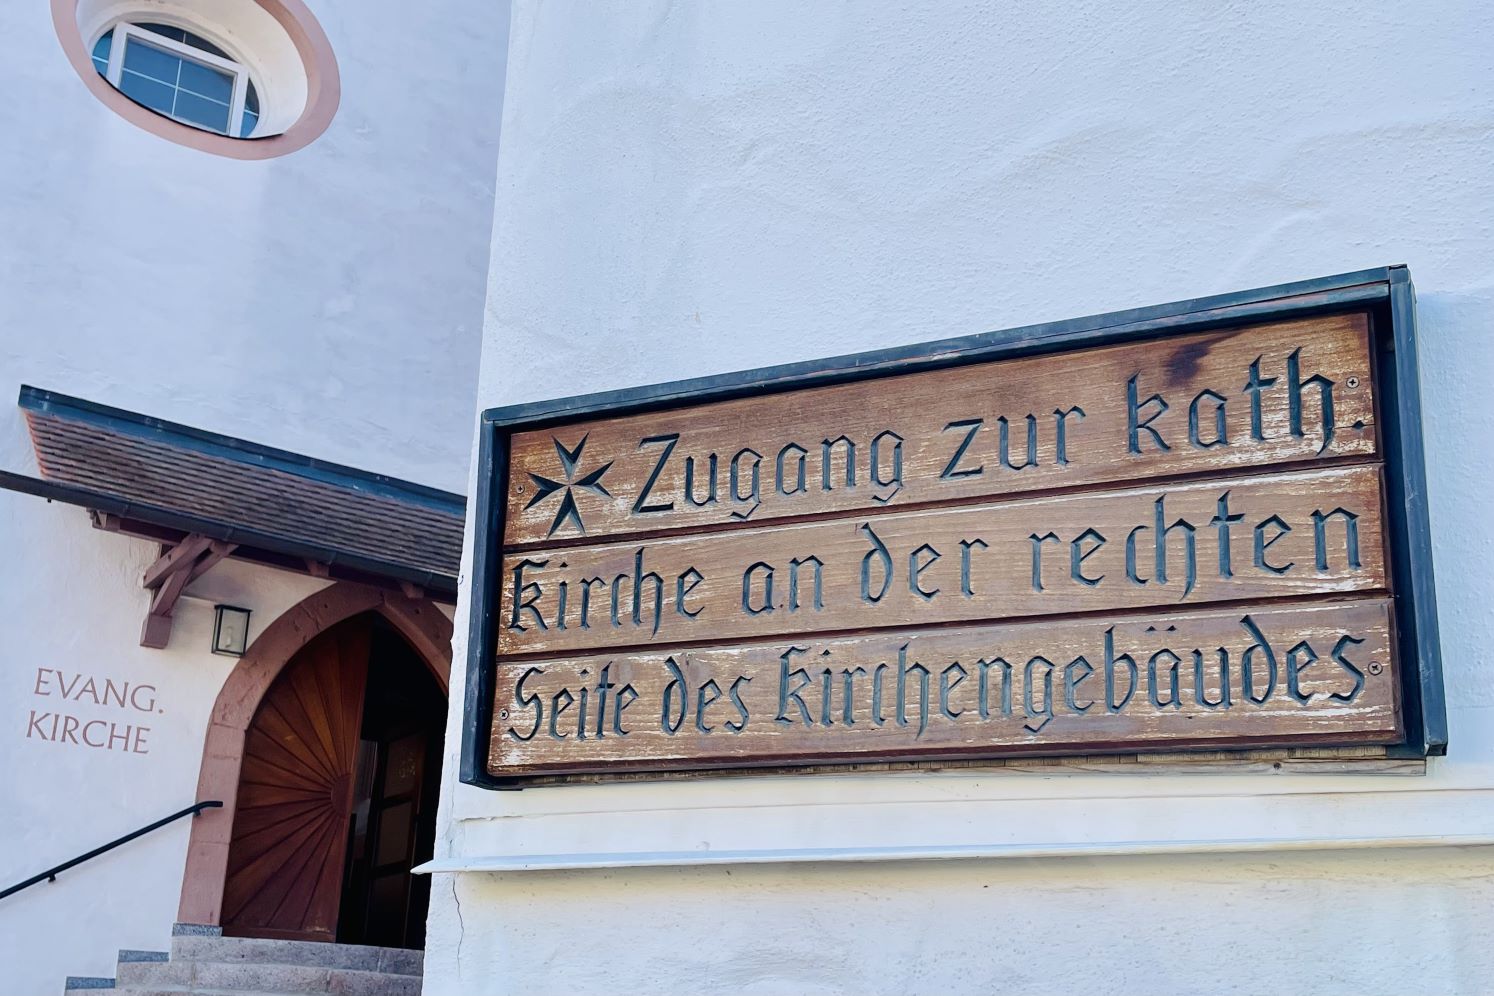 EVANG.
KIRCHE
Zugang zur kath.
Kirche an der rechten
Seite des Kirchengebäudes